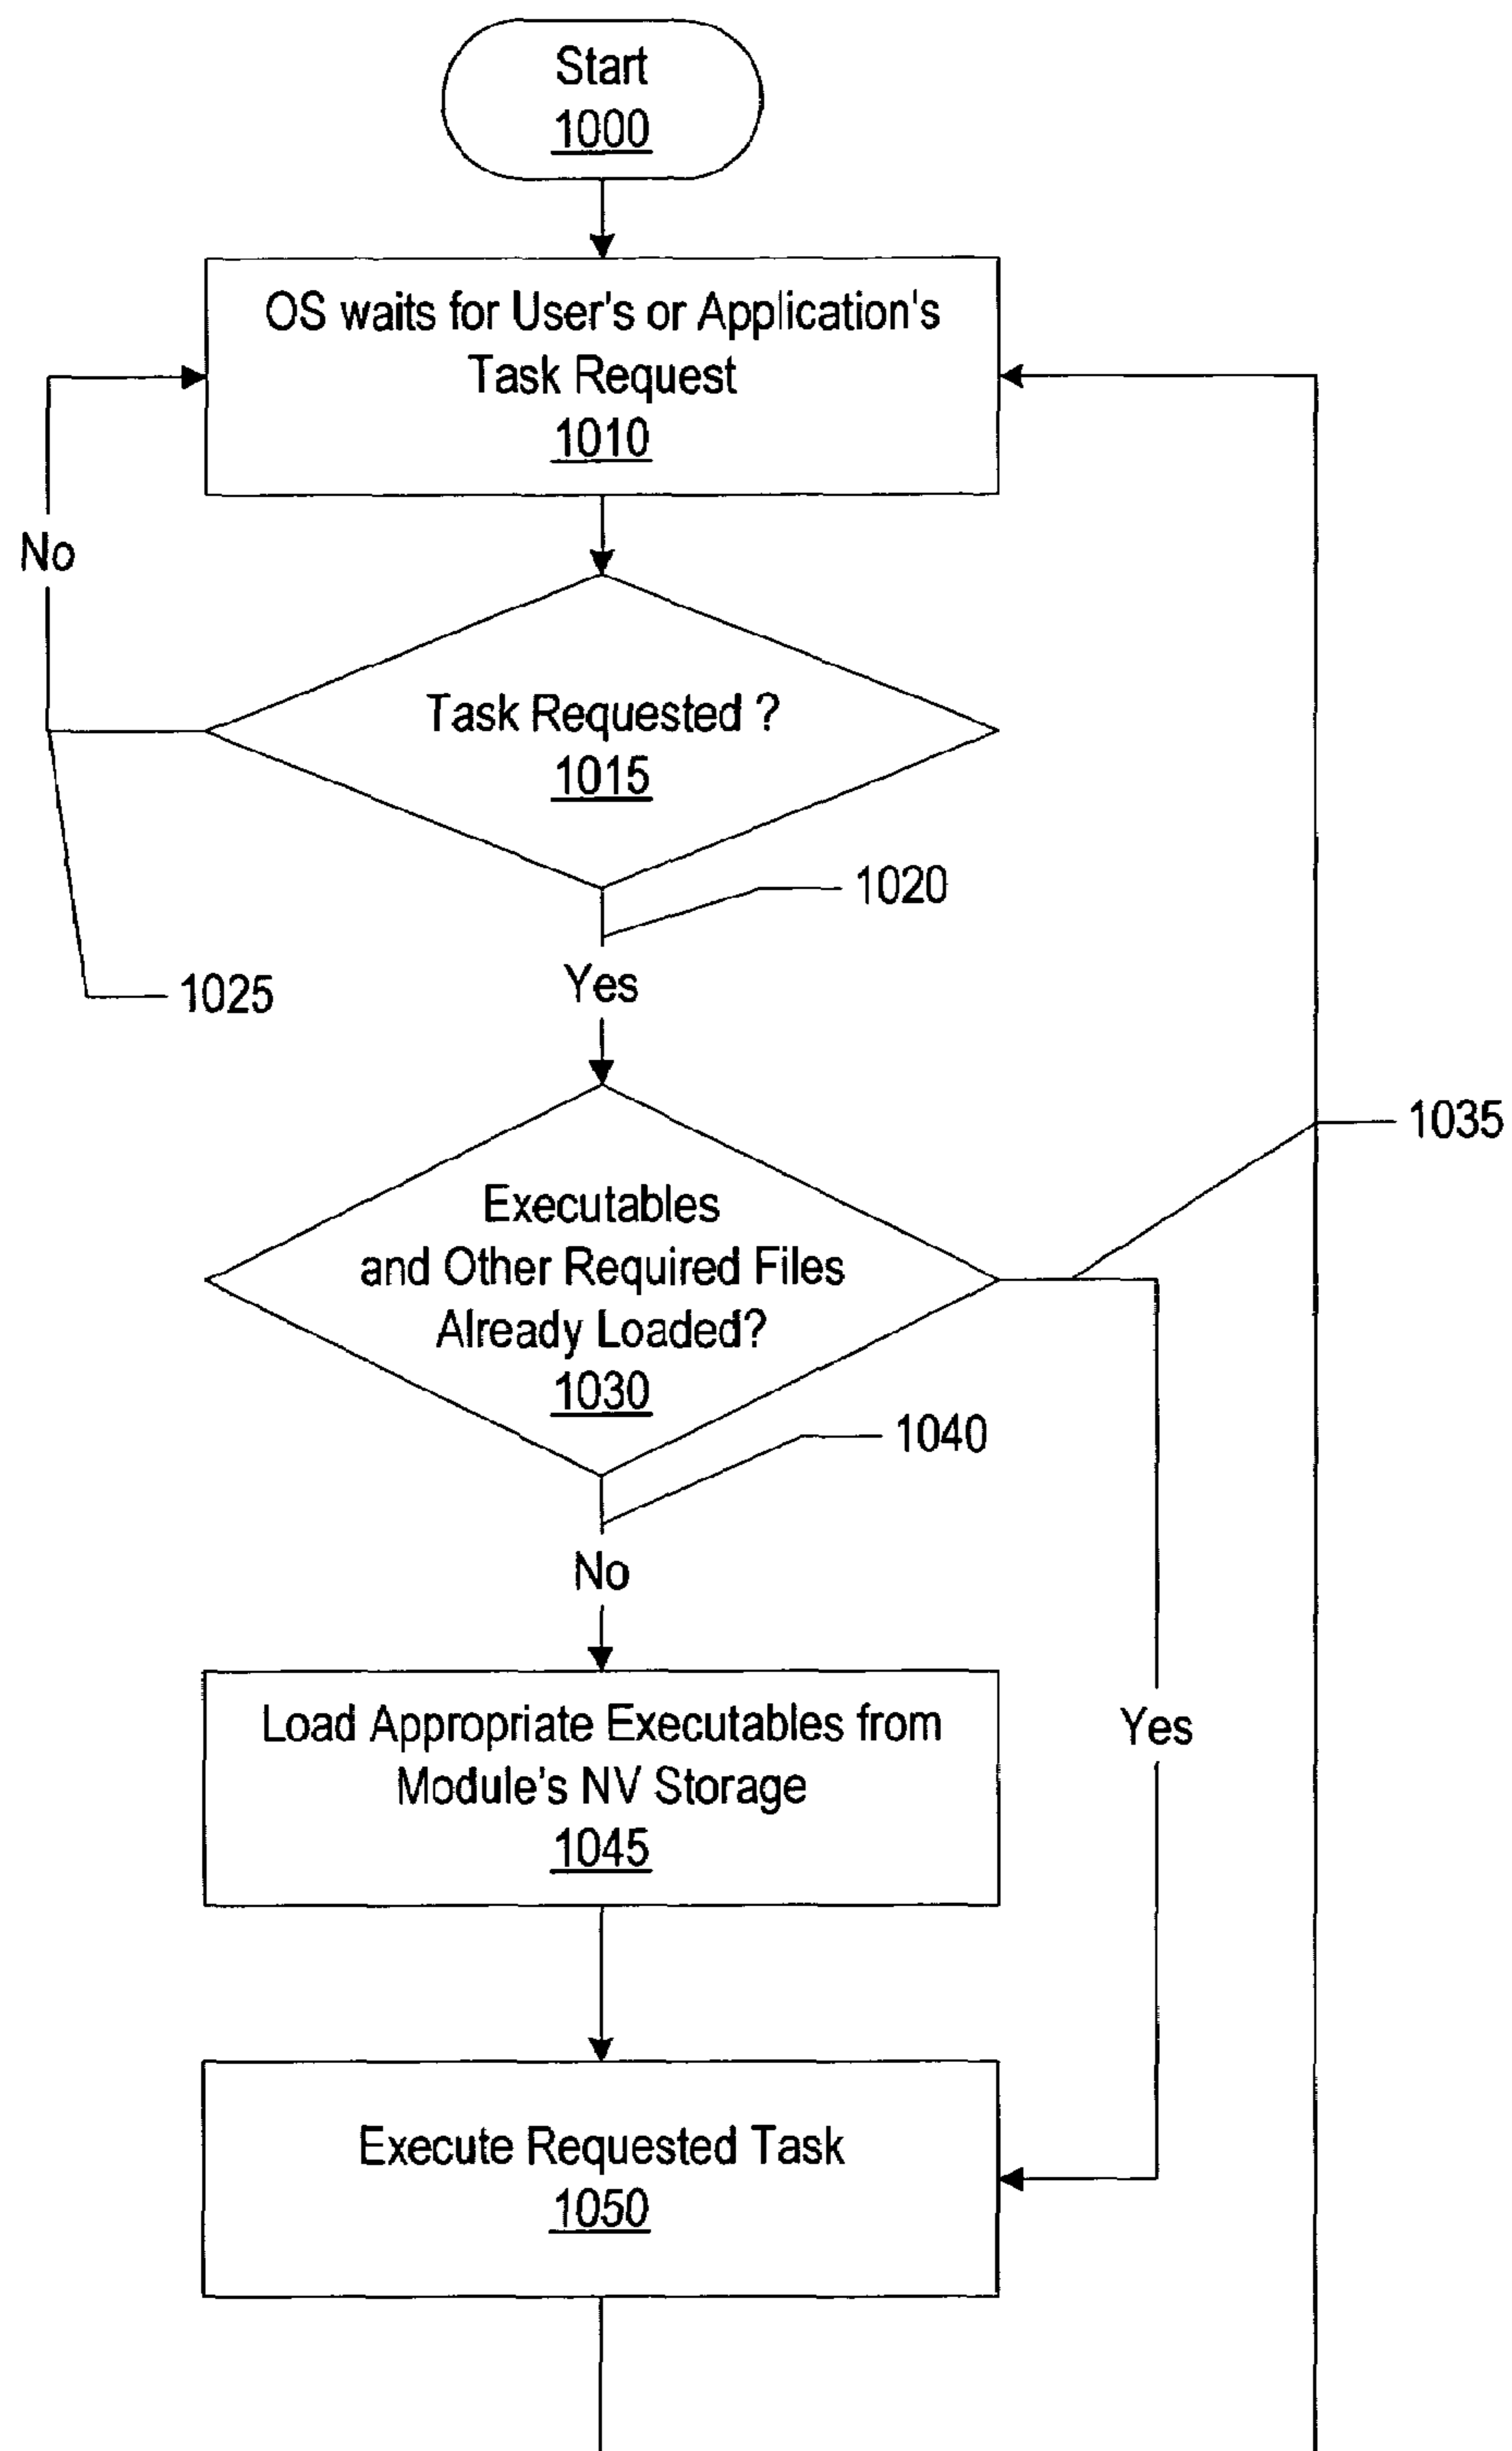 Start
1000
OS waits for User's or Application's
Task Request
1010
No
Task Requested ?
1015
1020
Yes
1025
1035
Executables
and Other Required Files
Already Loaded?
1030
1040
No
Load Appropriate Executables from
Module's NV Storage
1045
Yes
Execute Requested Task
1050